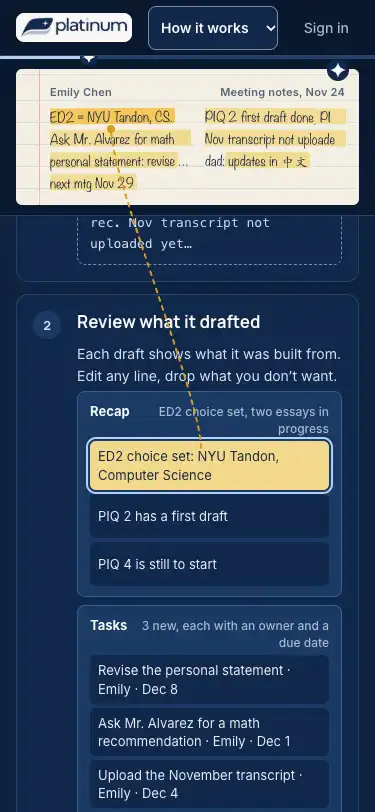 platinum
How it works
Sign in
Emily Chen
Meeting notes, Nov 24
ED2 = NYU Tandon, CS.
Ask Mr. Alvarez for math
personal statement: revise ...
next mtg Nov 29
PIQ 2 first draft done, PI
Nov transcript not uploade
dad: updates in 中文
rec. Nov transcript not
uploaded yet…
2
Review what it drafted
Each draft shows what it was built from.
Edit any line, drop what you don’t want.
Recap
ED2 choice set, two essays in
progress
ED2 choice set: NYU Tandon,
Computer Science
PIQ 2 has a first draft
PIQ 4 is still to start
Tasks
3 new, each with an owner and a
due date
Revise the personal statement ·
Emily · Dec 8
Ask Mr. Alvarez for a math
recommendation · Emily · Dec 1
Upload the November transcript ·
Emily · Dec 4